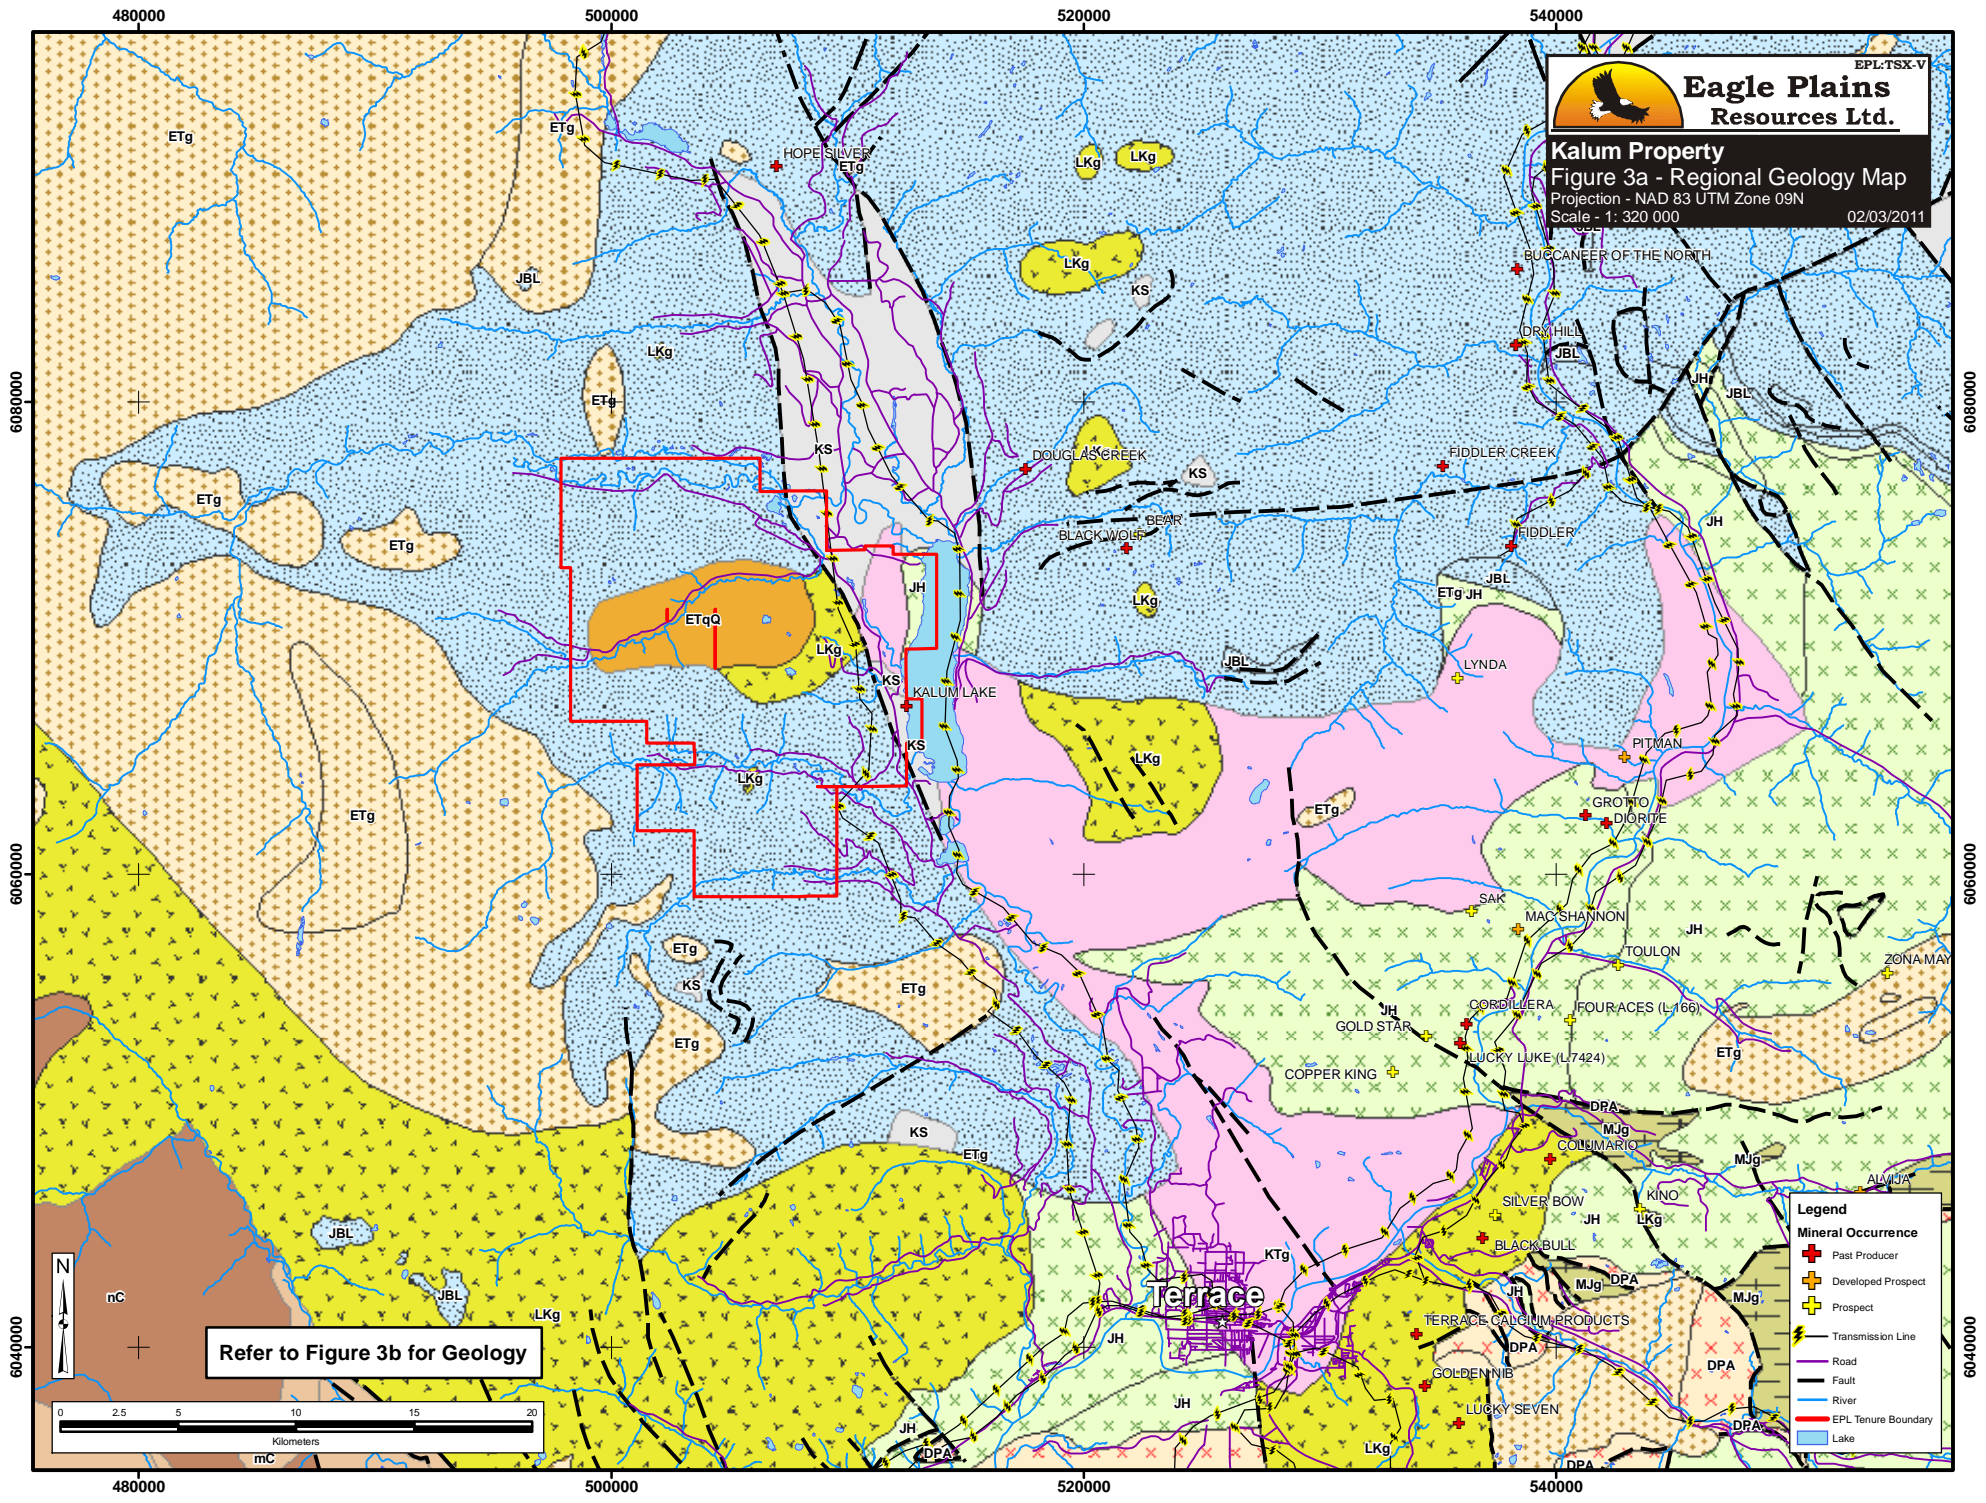 480000
500000
520000
540000
EPL:TSX-V
Eagle Plains
Resources Ltd.
Kalum Property
Figure 3a - Regional Geology Map
Projection - NAD 83 UTM Zone 09N
Scale - 1: 320 000
02/03/2011
ETg
ETg
HOPE SILVER
ETg
LKg
LKg
JBL
BUCCANEER OF THE NORTH
LKg
JBL
KS
DRY HILL
JBL
LKg
JH
JBL
ETg
6080000
6080000
KS
DOUGLAS CREEK
LKg
FIDDLER CREEK
KS
ETg
BEAR
JH
BLACK WOLF
FIDDLER
ETg
JBL
JH
ETg
JH
LKg
ETqQ
LKg
JBL
LYNDA
KS
KALUM LAKE
KS
PITMAN
LKg
LKg
GROTTO
ETg
ETg
DIORITE
6060000
6060000
SAK
MAC SHANNON
JH
ETg
TOULON
ZONA MAY
KS
ETg
CORDILLERA
FOUR ACES (L.166)
JH
GOLD STAR
ETg
ETg
LUCKY LUKE (L.7424)
COPPER KING
DPA
KS
MJg
COLUMARIO
ETg
MJg
ALVIJA
KINO
SILVER BOW
JH
LKg
JBL
BLACK BULL
KTg
MJg
DPA
JH
MJg
nC
JBL
Terrace
LKg
TERRACE CALCIUM PRODUCTS
JH
DPA
DPA
6040000
6040000
GOLDEN NIB
JH
LUCKY SEVEN
JH
DPA
LKg
DPA
mC
DPA
N
Refer to Figure 3b for Geology
0
2.5
5
10
15
20
Kilometers
Legend
Mineral Occurrence
Past Producer
Developed Prospect
Prospect
Transmission Line
Road
Fault
River
EPL Tenure Boundary
Lake
480000
500000
520000
540000